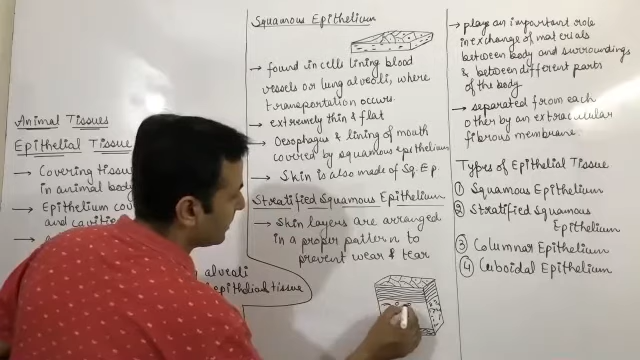 Animal Tissues
Epithelial Tissue
→ Covering tissu
in animal body
→ Epithelium cov
and cavities
→
alveoli
epithelial tissue
Squamous Epithelium
→ found in cells lining blood
vessels or lung alveoli, where
transportation occurs.
→ extremely thin & flat
→ Oesophagus & lining of mouth
covered by squamous epithelium
→ Skin is also made of Sq. Ep.
Stratified Squamous Epithelium
→ Skin layers are arranged
in a proper pattern to
prevent wear & tear
→ plays an important role
in exchange of materials
between body and surroundings
& between different parts
of the body
→ separated from each
other by an extracellular
fibrous membrane.
Types of Epithelial Tissue
① Squamous Epithelium
② Stratified Squamous
Epithelium
③ Columnar Epithelium
④ Cuboidal Epithelium